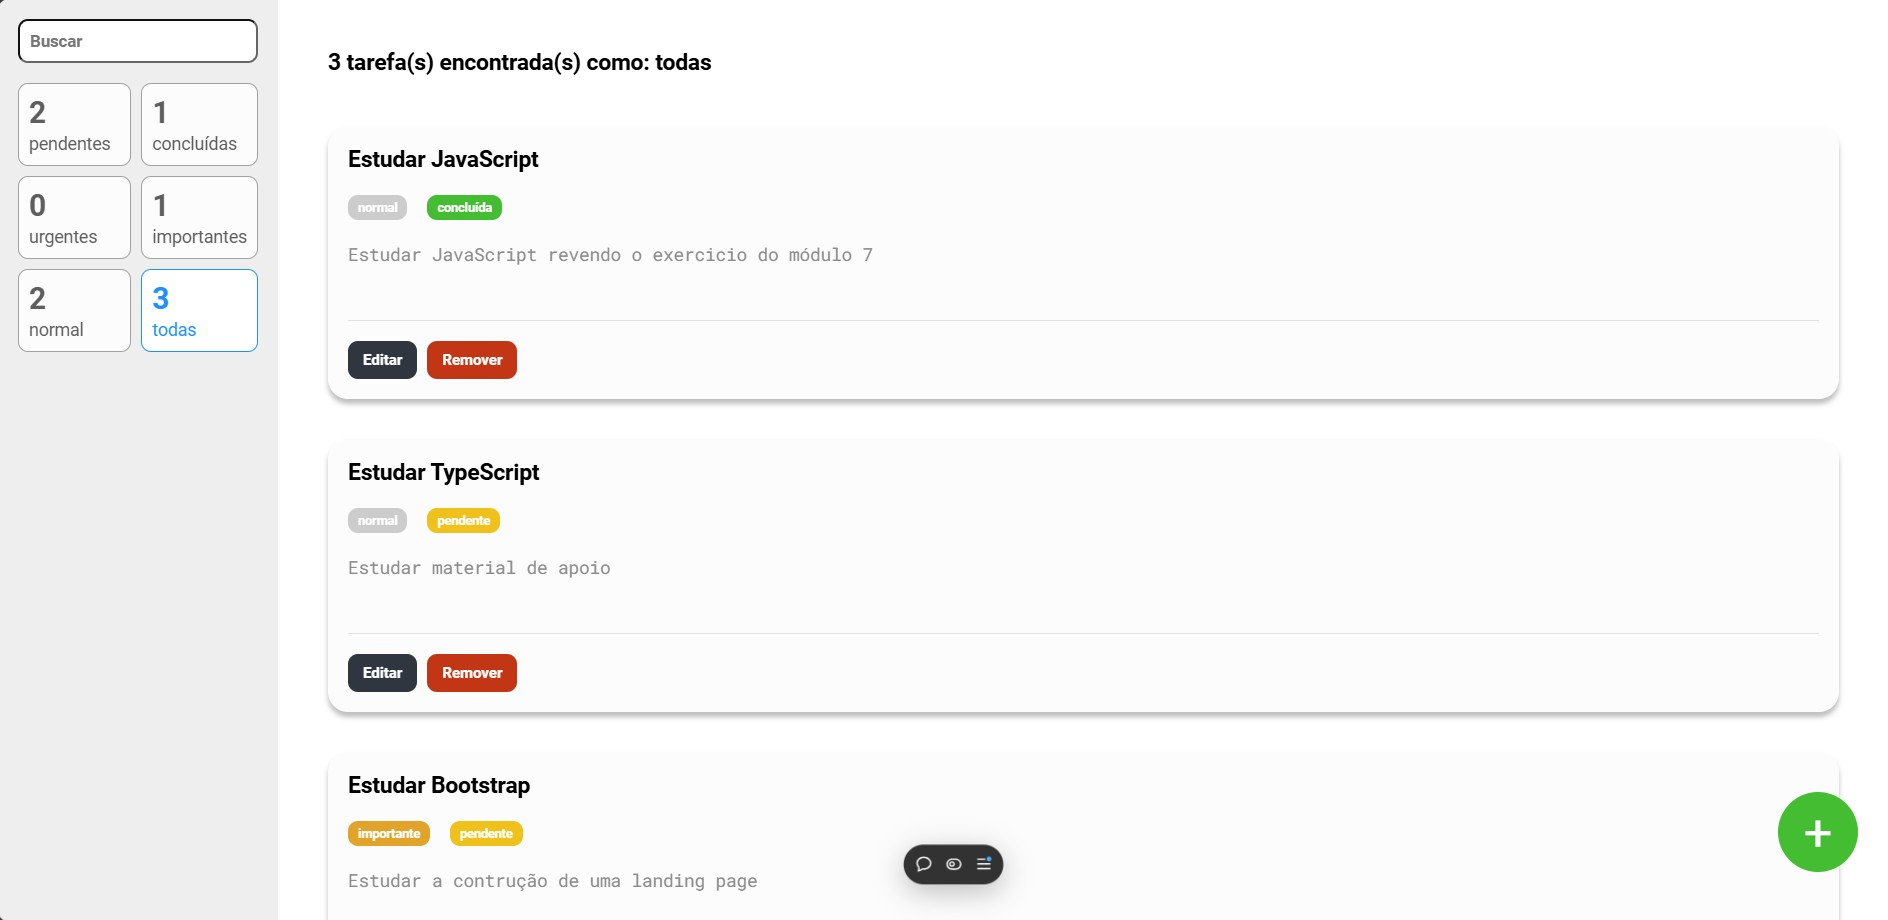 Buscar
2
pendentes
1
concluídas
0
urgentes
1
importantes
2
normal
3
todas
3 tarefa(s) encontrada(s) como: todas
Estudar JavaScript
normal concluída
Estudar JavaScript revendo o exercicio do módulo 7
Editar Remover
Estudar TypeScript
normal pendente
Estudar material de apoio
Editar Remover
Estudar Bootstrap
importante pendente
Estudar a contrução de uma landing page
+